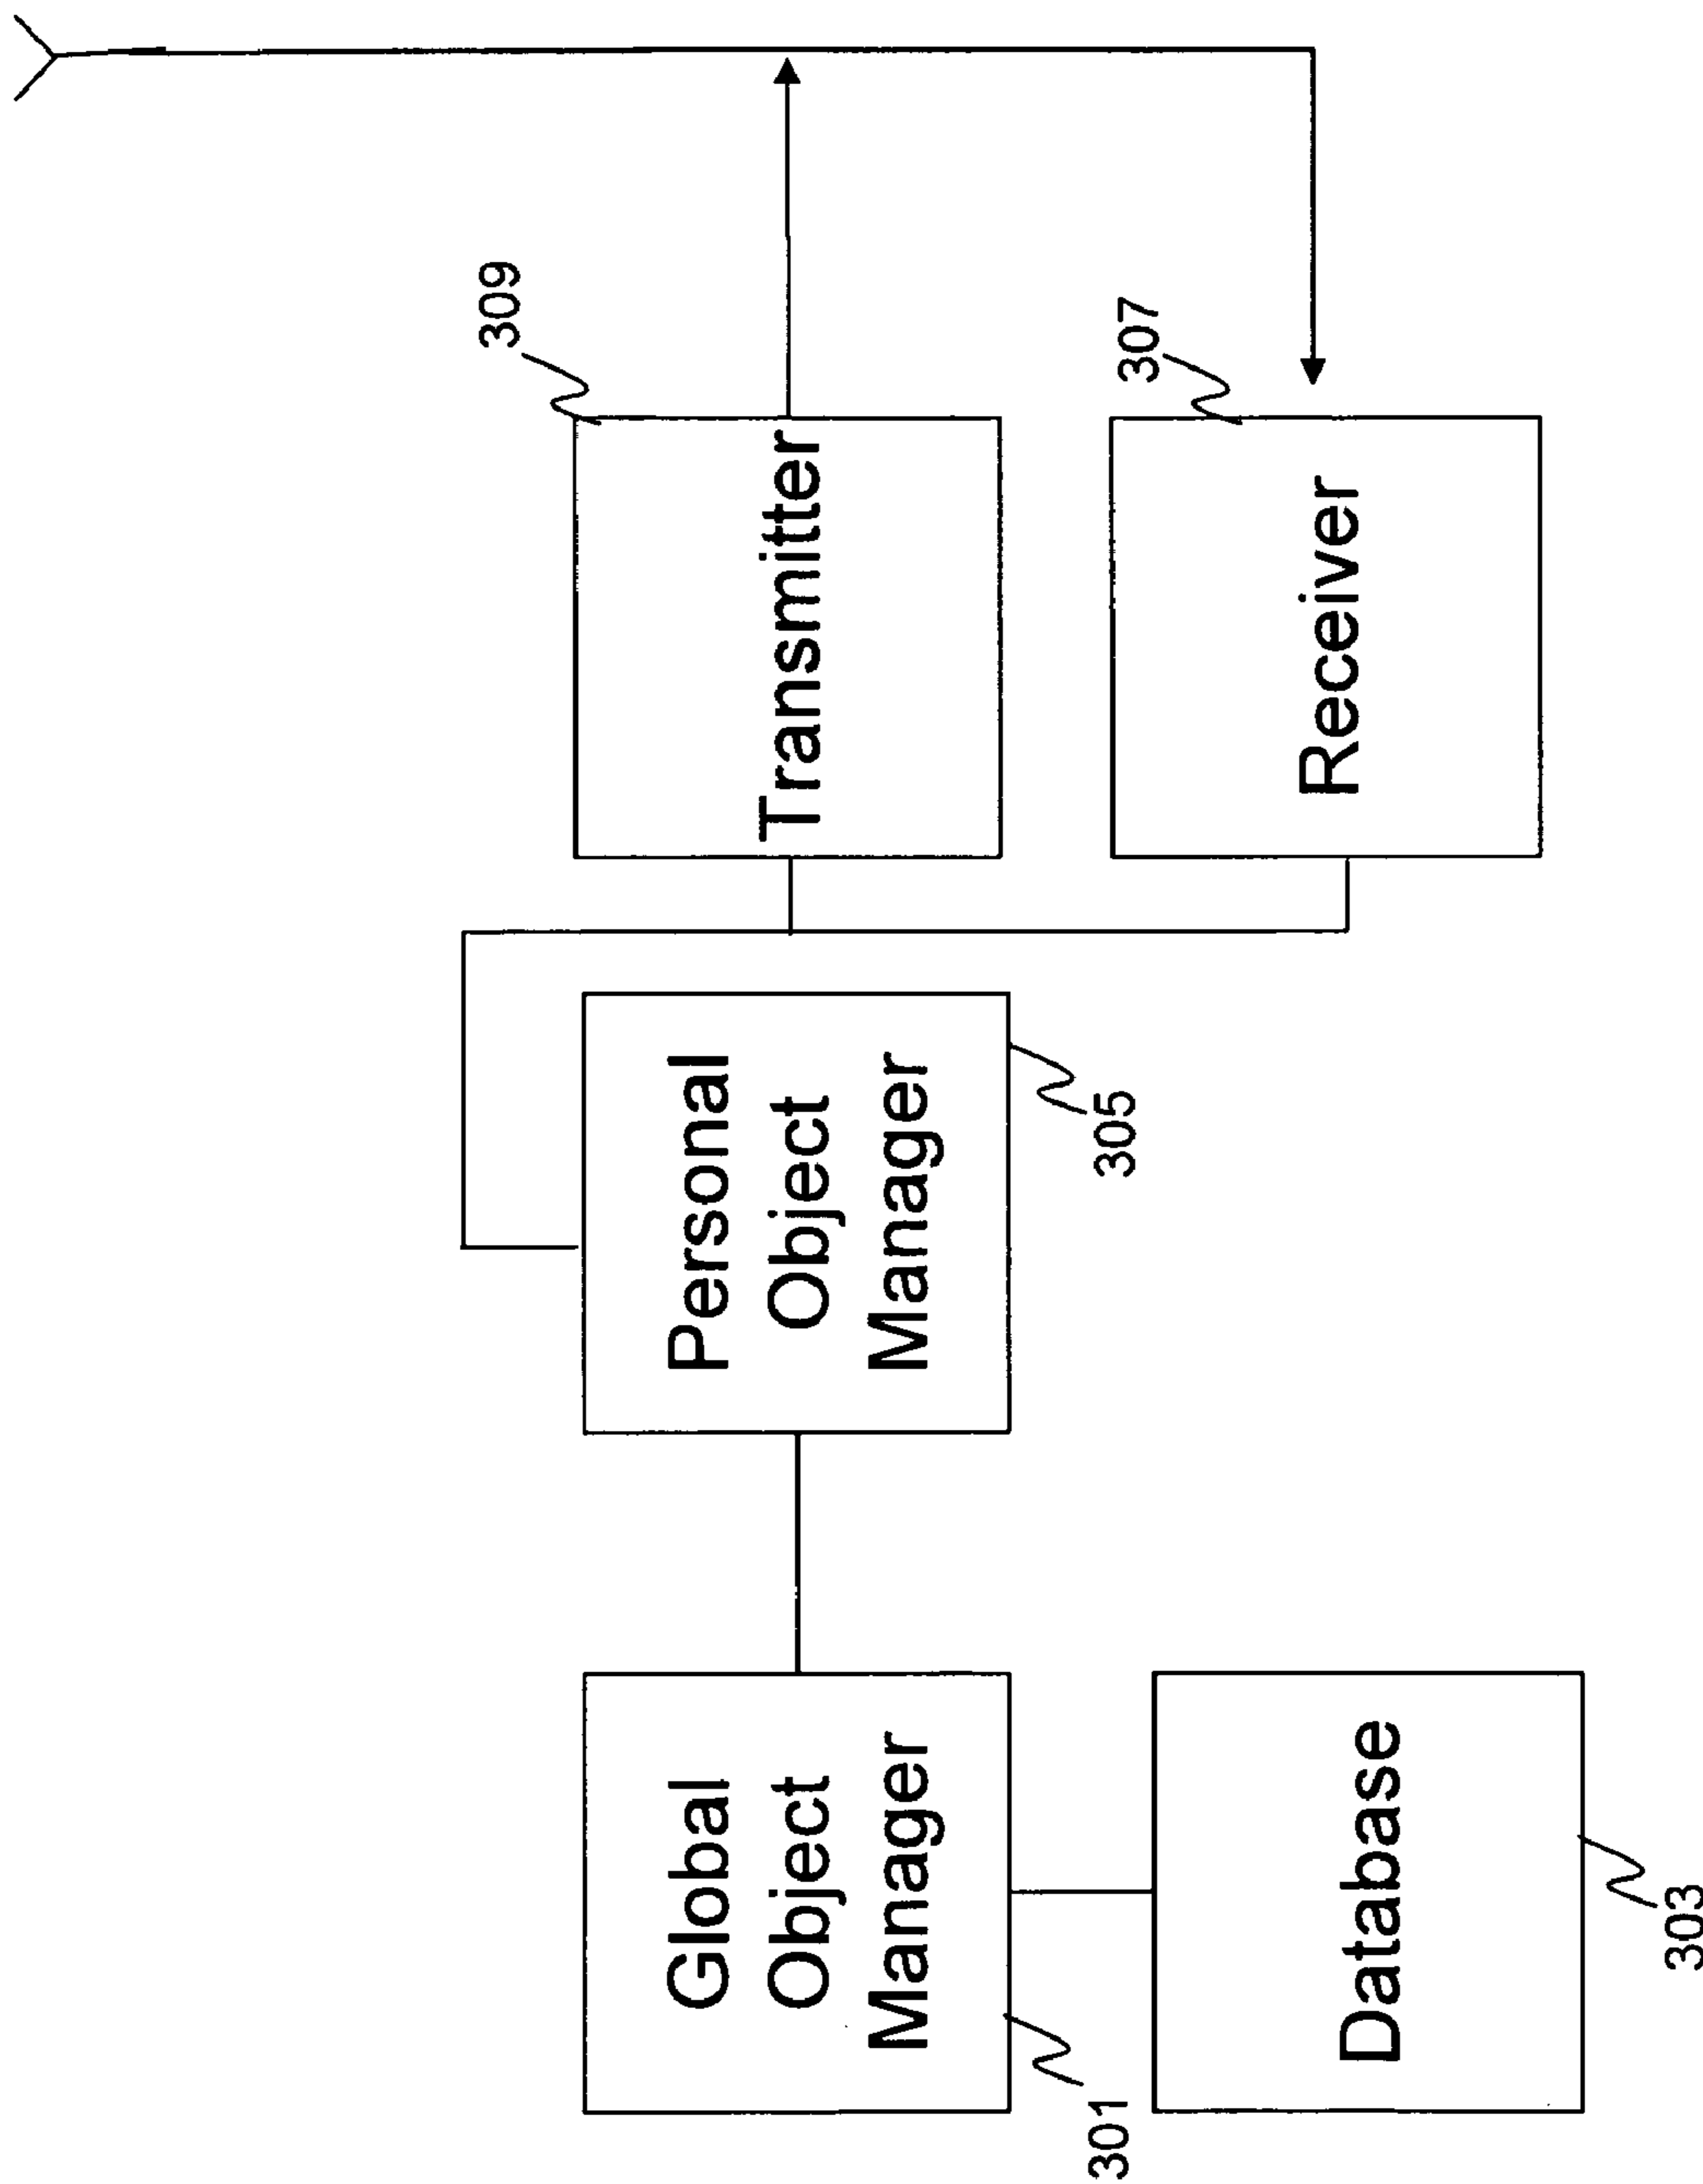 309
Transmitter
307
Receiver
Personal
Object
Manager
305
Global
Object
Manager
301
Database
303